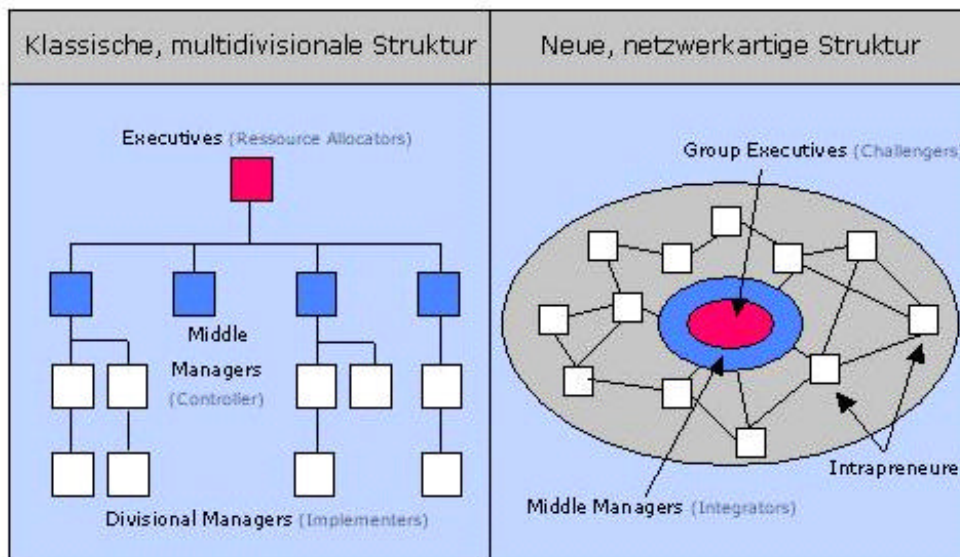 Klassische, multidivisionale Struktur
Neue, netzwerkartige Struktur
Executives (Ressource Allocators)
Middle
Managers
(Controller)
Divisional Managers (Implementers)
Group Executives (Challengers)
Intrapreneure
Middle Managers (Integrators)